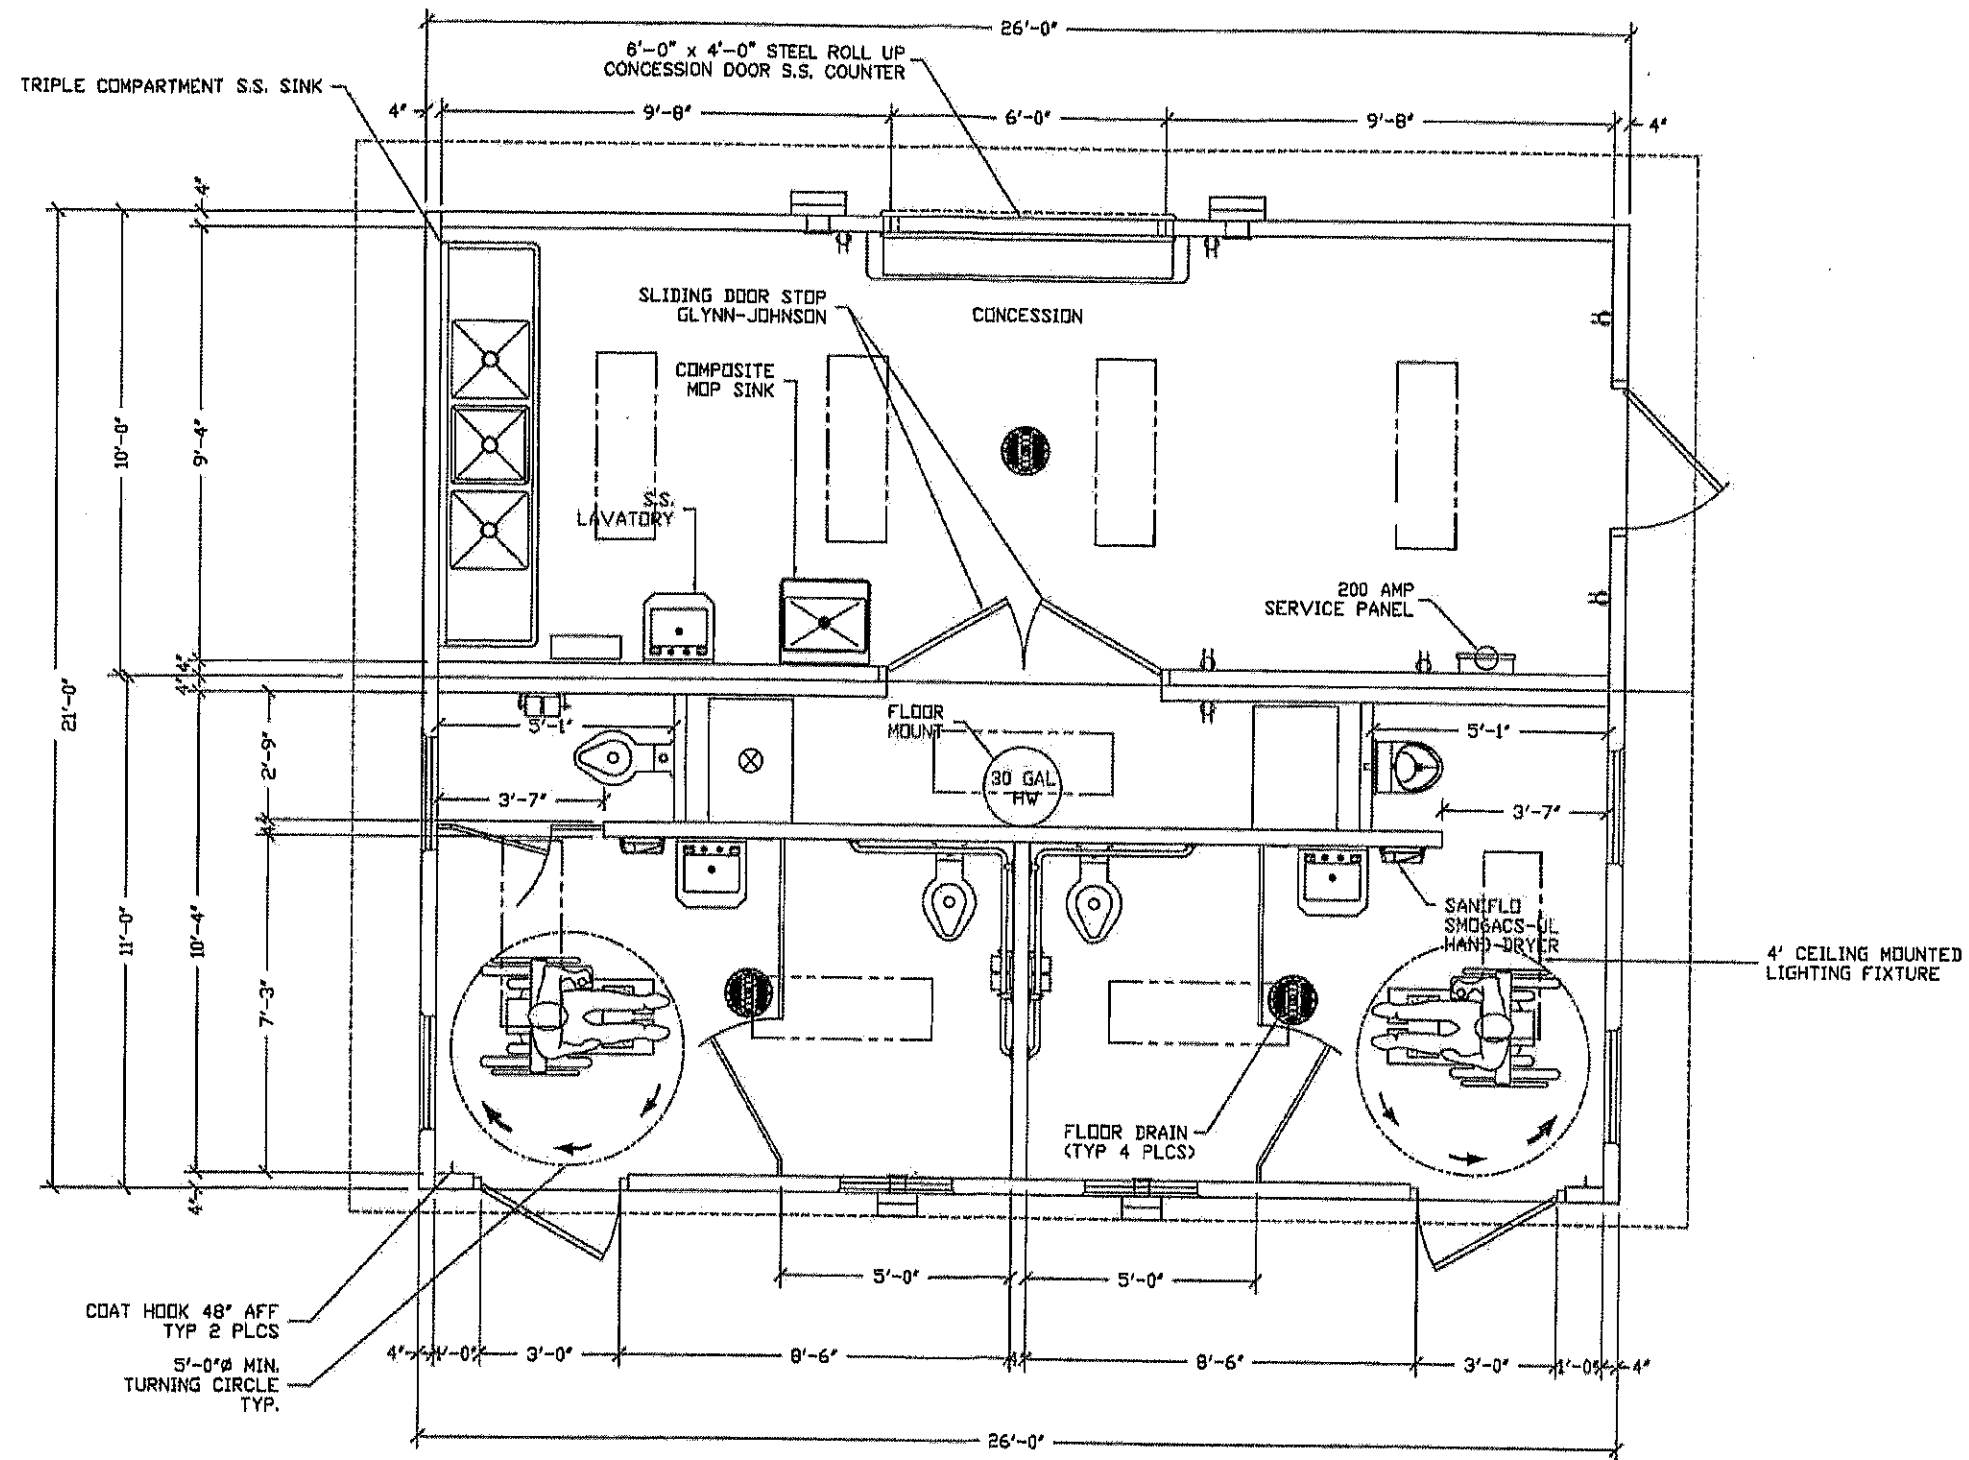 26'-0"
6'-0" x 4'-0" STEEL ROLL UP
CONCESSION DOOR S.S. COUNTER
TRIPLE COMPARTMENT S.S. SINK
4"
9'-8"
6'-0"
9'-8"
4"
4"
SLIDING DOOR STOP
GLYNN-JOHNSON
CONCESSION
COMPOSITE
MOP SINK
10'-0"
9'-4"
S.S.
LAVATORY
200 AMP
SERVICE PANEL
4"
4"
21'-0"
FLOOR
MOUNT
5'-1"
5'-1"
2'-9"
30 GAL
HW
3'-7"
3'-7"
4"
SANIFLO
SMO6ACS-UL
HAND-DRYER
4' CEILING MOUNTED
LIGHTING FIXTURE
11'-0"
10'-4"
7'-3"
FLOOR DRAIN
(TYP 4 PLCS)
4"
5'-0"
5'-0"
COAT HOOK 48" AFF
TYP 2 PLCS
4"
1'-0"
3'-0"
8'-6"
8'-6"
3'-0"
1'-0"
4"
5'-0"Ø MIN.
TURNING CIRCLE
TYP.
26'-0"